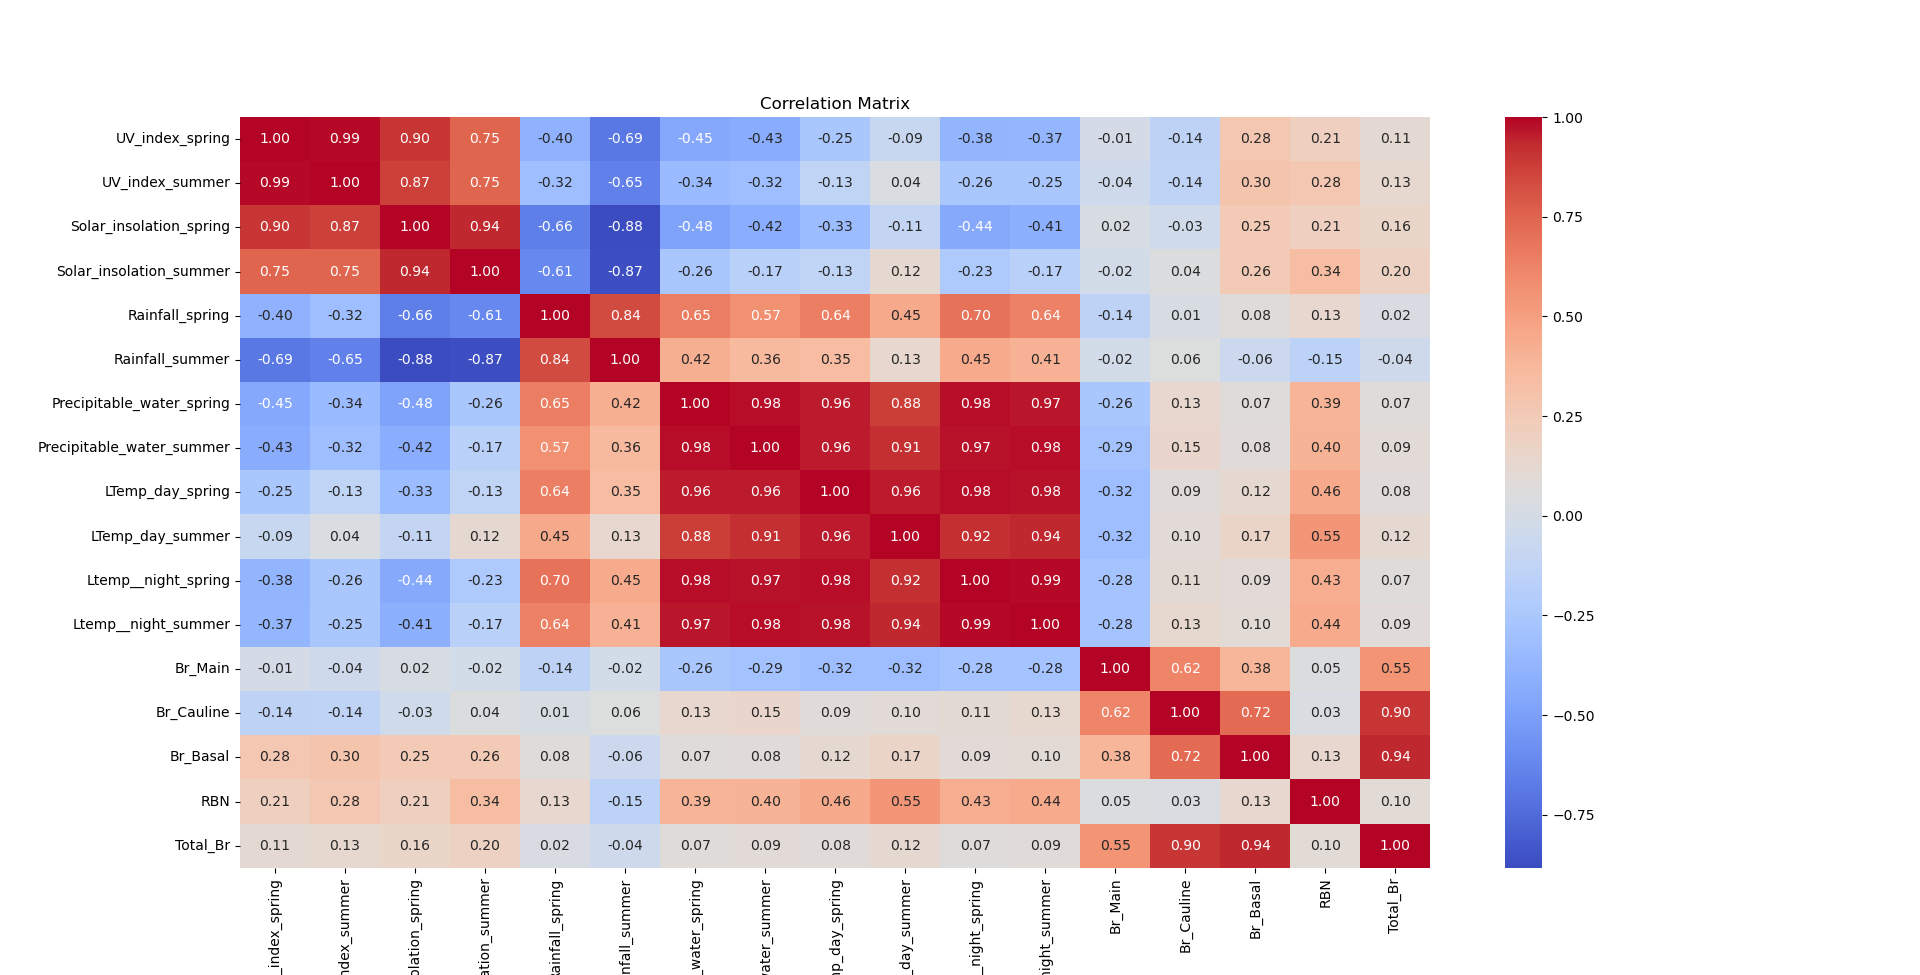 Correlation Matrix
UV_index_spring 1.00 0.99 0.90 0.75 -0.40 -0.69 -0.45 -0.43 -0.25 -0.09 -0.38 -0.37 -0.01 -0.14 0.28 0.21 0.11
UV_index_summer 0.99 1.00 0.87 0.75 -0.32 -0.65 -0.34 -0.32 -0.13 0.04 -0.26 -0.25 -0.04 -0.14 0.30 0.28 0.13
Solar_insolation_spring 0.90 0.87 1.00 0.94 -0.66 -0.88 -0.48 -0.42 -0.33 -0.11 -0.44 -0.41 0.02 -0.03 0.25 0.21 0.16
Solar_insolation_summer 0.75 0.75 0.94 1.00 -0.61 -0.87 -0.26 -0.17 -0.13 0.12 -0.23 -0.17 -0.02 0.04 0.26 0.34 0.20
Rainfall_spring -0.40 -0.32 -0.66 -0.61 1.00 0.84 0.65 0.57 0.64 0.45 0.70 0.64 -0.14 0.01 0.08 0.13 0.02
Rainfall_summer -0.69 -0.65 -0.88 -0.87 0.84 1.00 0.42 0.36 0.35 0.13 0.45 0.41 -0.02 0.06 -0.06 -0.15 -0.04
Precipitable_water_spring -0.45 -0.34 -0.48 -0.26 0.65 0.42 1.00 0.98 0.96 0.88 0.98 0.97 -0.26 0.13 0.07 0.39 0.07
Precipitable_water_summer -0.43 -0.32 -0.42 -0.17 0.57 0.36 0.98 1.00 0.96 0.91 0.97 0.98 -0.29 0.15 0.08 0.40 0.09
LTemp_day_spring -0.25 -0.13 -0.33 -0.13 0.64 0.35 0.96 0.96 1.00 0.96 0.98 0.98 -0.32 0.09 0.12 0.46 0.08
LTemp_day_summer -0.09 0.04 -0.11 0.12 0.45 0.13 0.88 0.91 0.96 1.00 0.92 0.94 -0.32 0.10 0.17 0.55 0.12
Ltemp__night_spring -0.38 -0.26 -0.44 -0.23 0.70 0.45 0.98 0.97 0.98 0.92 1.00 0.99 -0.28 0.11 0.09 0.43 0.07
Ltemp__night_summer -0.37 -0.25 -0.41 -0.17 0.64 0.41 0.97 0.98 0.98 0.94 0.99 1.00 -0.28 0.13 0.10 0.44 0.09
Br_Main -0.01 -0.04 0.02 -0.02 -0.14 -0.02 -0.26 -0.29 -0.32 -0.32 -0.28 -0.28 1.00 0.62 0.38 0.05 0.55
Br_Cauline -0.14 -0.14 -0.03 0.04 0.01 0.06 0.13 0.15 0.09 0.10 0.11 0.13 0.62 1.00 0.72 0.03 0.90
Br_Basal 0.28 0.30 0.25 0.26 0.08 -0.06 0.07 0.08 0.12 0.17 0.09 0.10 0.38 0.72 1.00 0.13 0.94
RBN 0.21 0.28 0.21 0.34 0.13 -0.15 0.39 0.40 0.46 0.55 0.43 0.44 0.05 0.03 0.13 1.00 0.10
Total_Br 0.11 0.13 0.16 0.20 0.02 -0.04 0.07 0.09 0.08 0.12 0.07 0.09 0.55 0.90 0.94 0.10 1.00
_index_spring
ndex_summer
olation_spring
ation_summer
Rainfall_spring
nfall_summer
_water_spring
water_summer
np_day_spring
_day_summer
_night_spring
night_summer
Br_Main
Br_Cauline
Br_Basal
RBN
Total_Br
1.00
0.75
0.50
0.25
0.00
−0.25
−0.50
−0.75